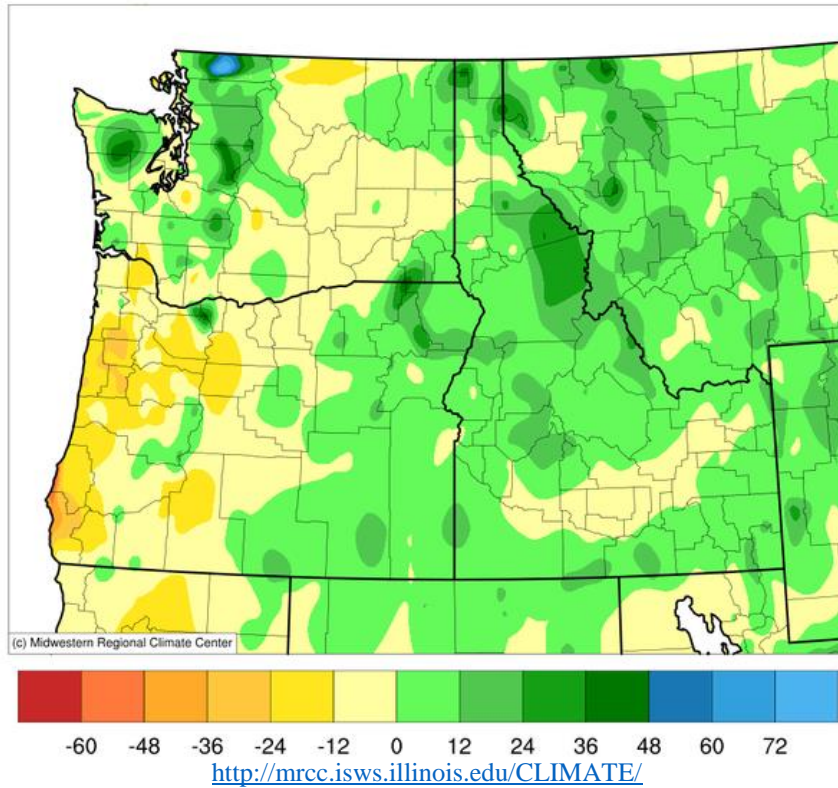 (c) Midwestern Regional Climate Center
-60 -48 -36 -24 -12 0 12 24 36 48 60 72
http://mrcc.isws.illinois.edu/CLIMATE/